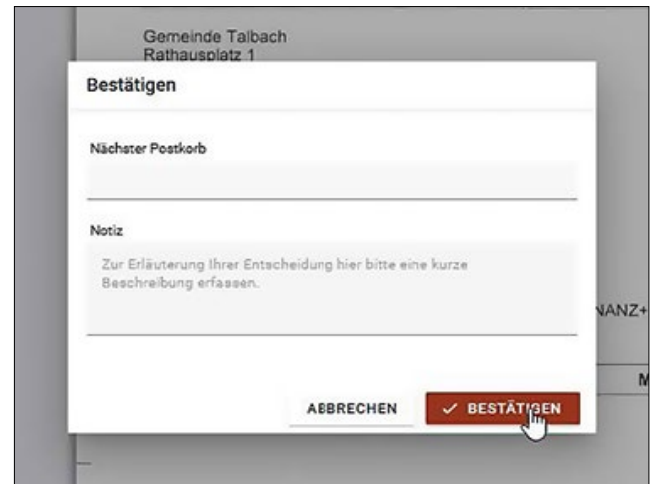 Gemeinde Talbach
Rathausplatz 1
Bestätigen
Nächster Postkorb
Notiz
Zur Erläuterung Ihrer Entscheidung hier bitte eine kurze
Beschreibung erfassen.
NANZ+
M
ABBRECHEN
✓ BESTÄTIGEN